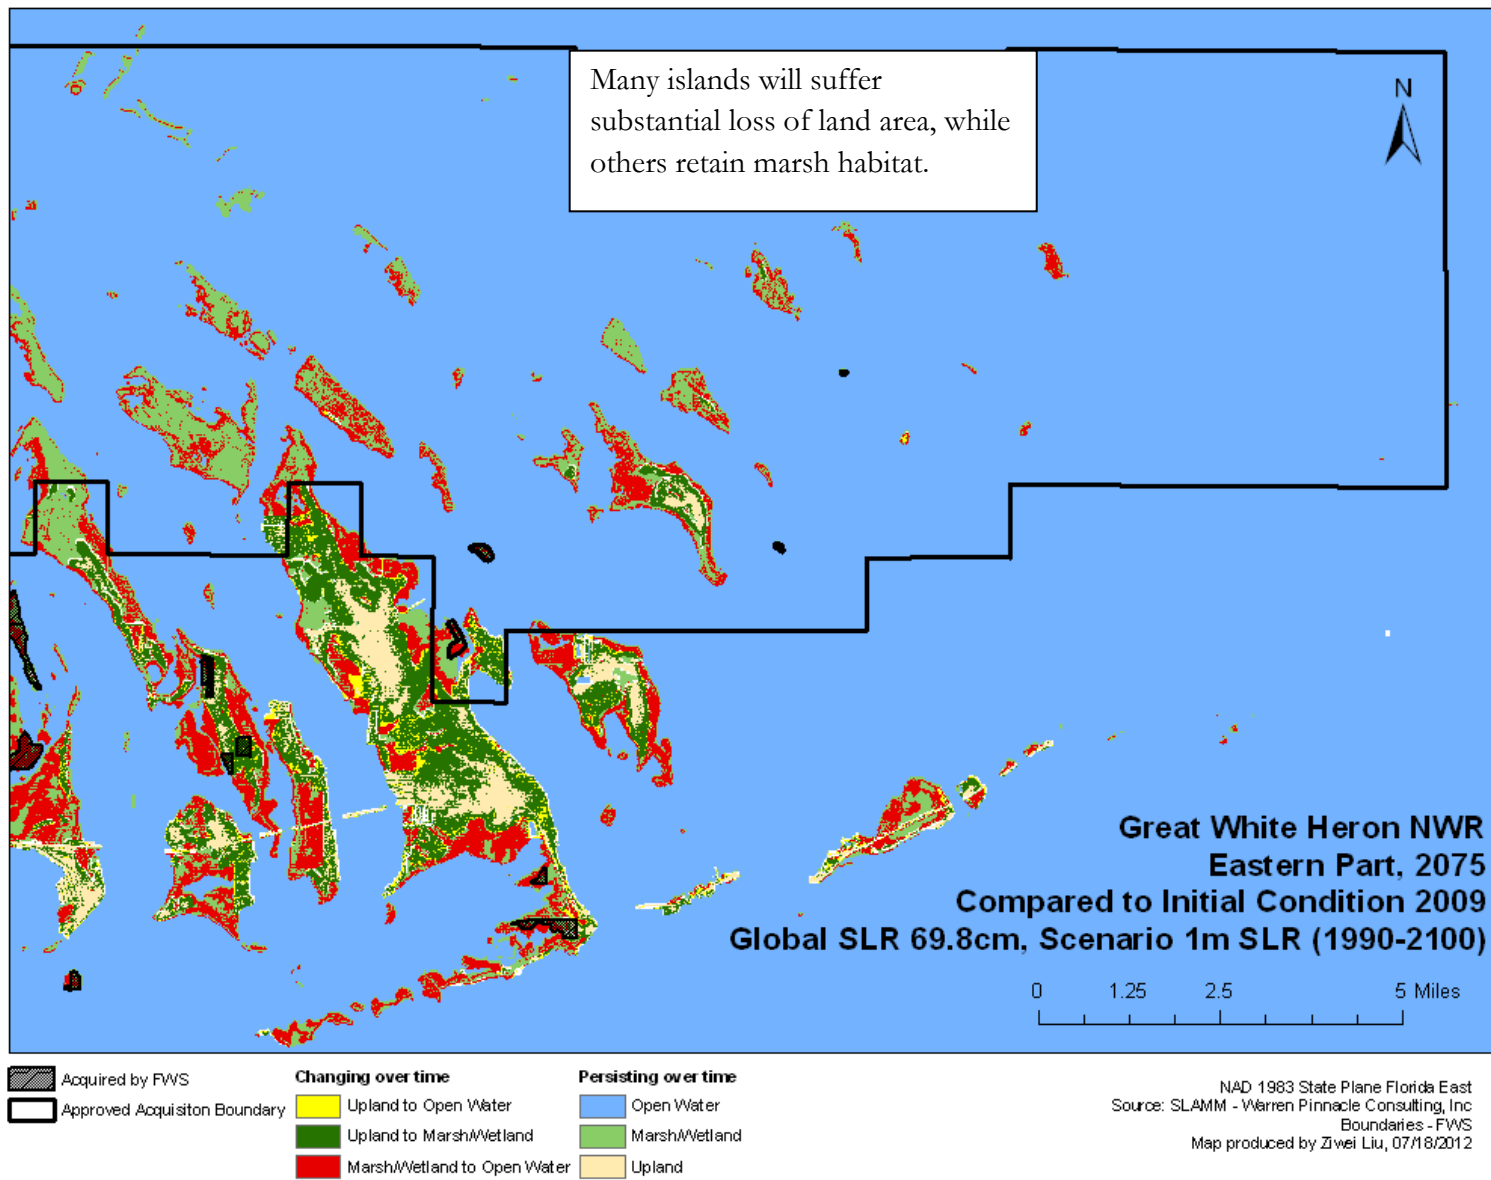 Many islands will suffer
substantial loss of land area, while
others retain marsh habitat.
N
Great White Heron NWR
Eastern Part, 2075
Compared to Initial Condition 2009
Global SLR 69.8cm, Scenario 1m SLR (1990-2100)
0 1.25 2.5 5 Miles
Acquired by FWS
Approved Acquisiton Boundary
Changing over time
Upland to Open Water
Upland to Marsh/Wetland
Marsh/Wetland to Open Water
Persisting over time
Open Water
Marsh/Wetland
Upland
NAD 1983 State Plane Florida East
Source: SLAMM - Warren Pinnacle Consulting, Inc
Boundaries - FWS
Map produced by Ziwei Liu, 07/18/2012